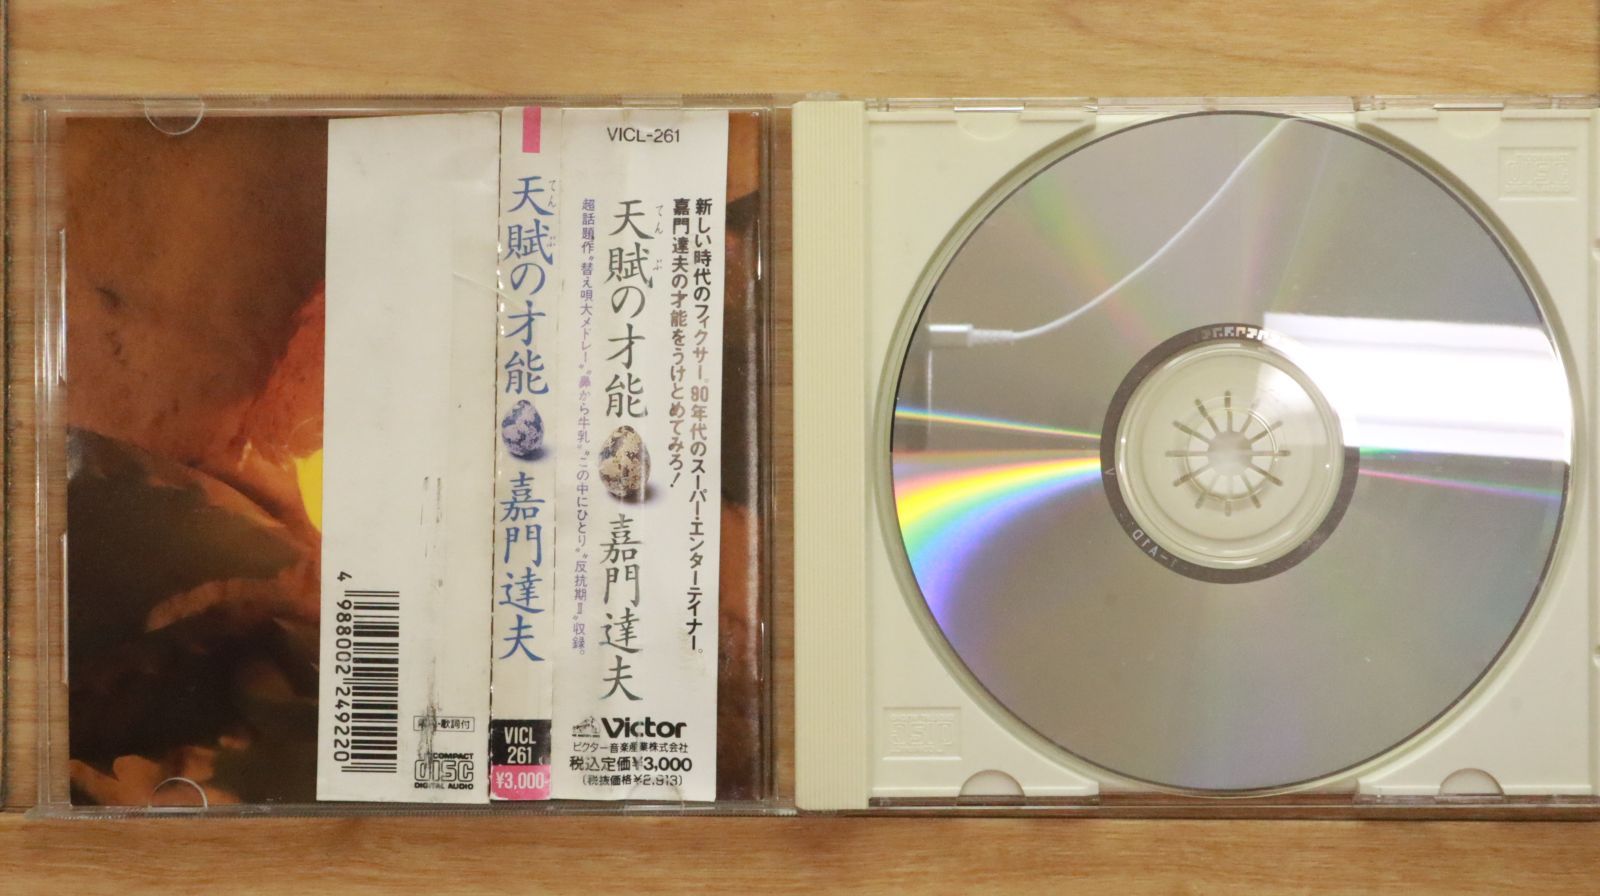 VICL-261
新しい時代のフィクサー。90年代のスーパー・エンターテイナー。
嘉門達夫の才能をうけとめてみろ!
天賦の才能
てんぶ
嘉門達夫
超話題作"替え唄大メドレー"、"鼻から牛乳"、"この中にひとり"、"反抗期II"収録。
Victor
ビクター音楽産業株式会社
税込定価¥3,000
(税抜価格¥2,913)
天賦の才能
てんぶ
嘉門達夫
VICL
261
¥3,000
4 988002 249220
歌詞付
COMPACT
disc
DIGITAL AUDIO